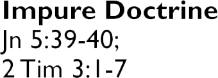 Impure Doctrine
Jn 5:39-40;
2 Tim 3:1-7